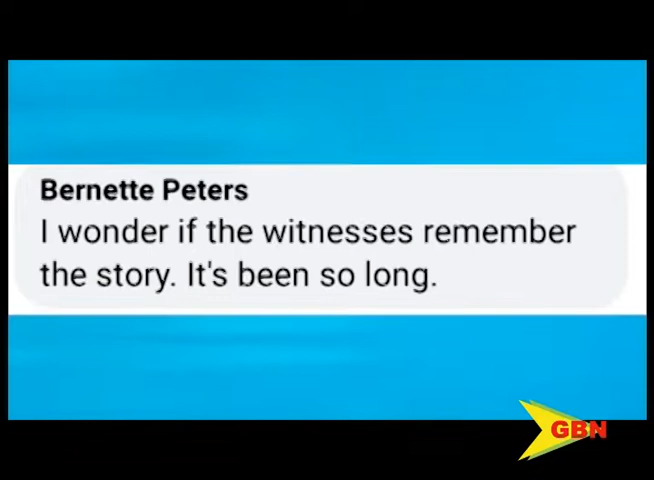 Bernette Peters
I wonder if the witnesses remember
the story. It's been so long.
GBN